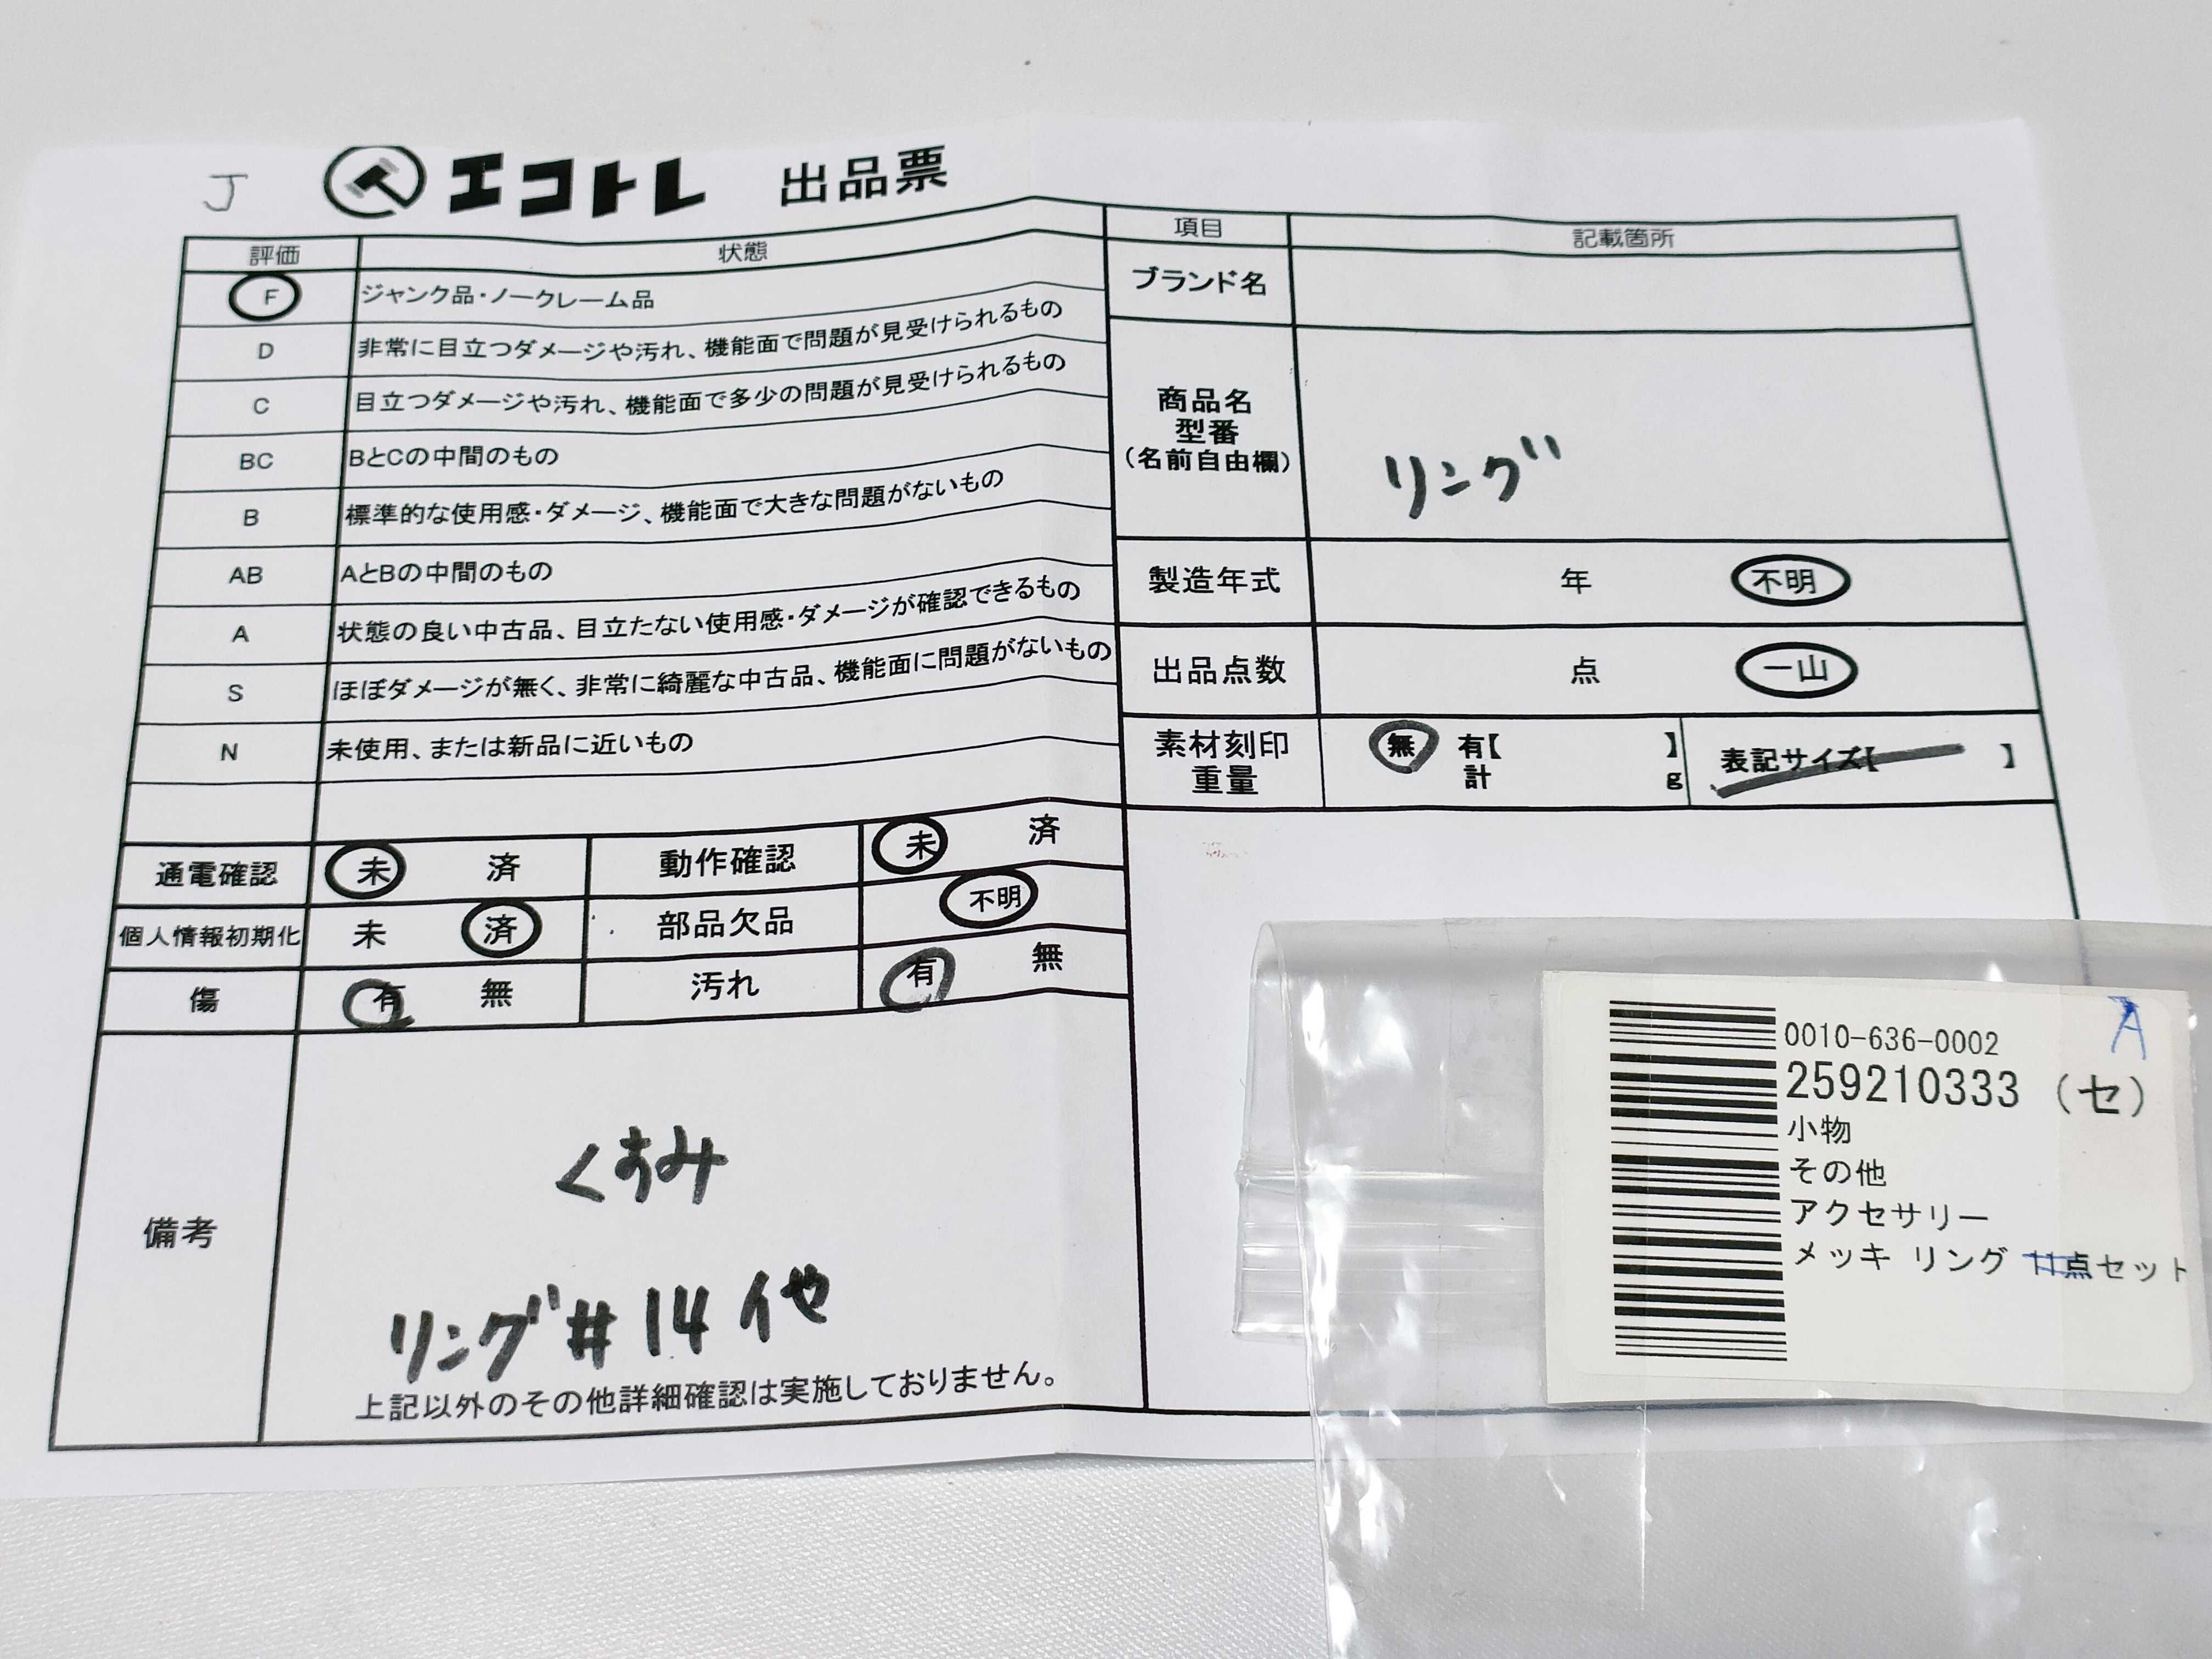 J エコトレ 出品票
評価 状態
F ジャンク品・ノークレーム品
D 非常に目立つダメージや汚れ、機能面で問題が見受けられるもの
C 目立つダメージや汚れ、機能面で多少の問題が見受けられるもの
BC BとCの中間のもの
B 標準的な使用感・ダメージ、機能面で大きな問題がないもの
AB AとBの中間のもの
A 状態の良い中古品、目立たない使用感・ダメージが確認できるもの
S ほぼダメージが無く、非常に綺麗な中古品、機能面に問題がないもの
N 未使用、または新品に近いもの
通電確認 未 済 動作確認 未 済
個人情報初期化 未 済 部品欠品 不明
傷 有 無 汚れ 有 無
備考
くすみ
リング#14他
上記以外のその他詳細確認は実施しておりません。
項目 記載箇所
ブランド名
商品名
型番
(名前自由欄)
リング
製造年式 年 不明
出品点数 点 一山
素材刻印 無 有【 】 表記サイズ【 】
重量 計 g
A
0010-636-0002
259210333 (セ)
小物
その他
アクセサリー
メッキ リング 11点セット